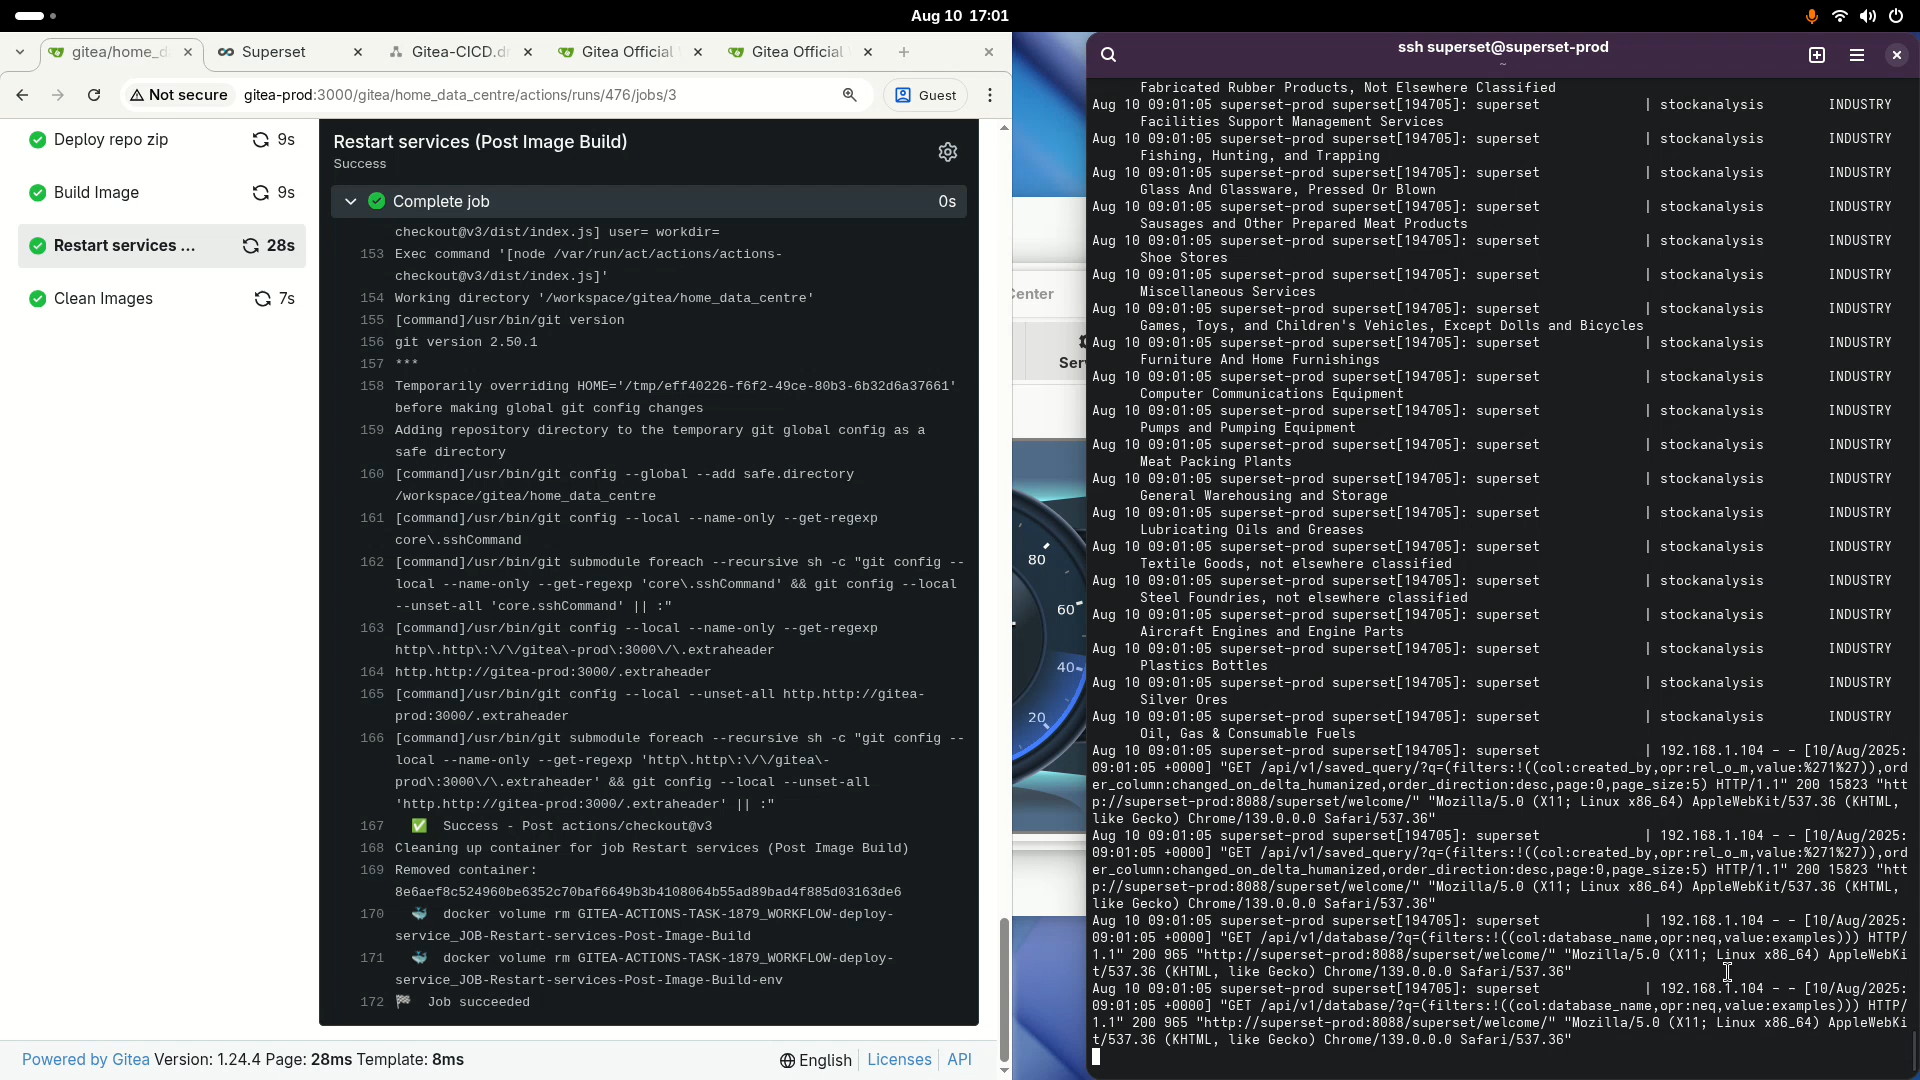 Aug 10 17:01
gitea/home_d
Superset
Gitea-CICD.dr
Gitea Official
Gitea Official
Not secure
gitea-prod:3000/gitea/home_data_centre/actions/runs/476/jobs/3
Guest
Deploy repo zip 9s
Build Image 9s
Restart services ... 28s
Clean Images 7s
Restart services (Post Image Build)
Success
Complete job 0s
checkout@v3/dist/index.js] user= workdir=
153 Exec command '[node /var/run/act/actions/actions-
checkout@v3/dist/index.js]'
154 Working directory '/workspace/gitea/home_data_centre'
155 [command]/usr/bin/git version
156 git version 2.50.1
157 ***
158 Temporarily overriding HOME='/tmp/eff40226-f6f2-49ce-80b3-6b32d6a37661'
before making global git config changes
159 Adding repository directory to the temporary git global config as a
safe directory
160 [command]/usr/bin/git config --global --add safe.directory
/workspace/gitea/home_data_centre
161 [command]/usr/bin/git config --local --name-only --get-regexp
core\.sshCommand
162 [command]/usr/bin/git submodule foreach --recursive sh -c "git config --
local --name-only --get-regexp 'core\.sshCommand' && git config --local
--unset-all 'core.sshCommand' || :"
163 [command]/usr/bin/git config --local --name-only --get-regexp
http\.http\:\/\/gitea\-prod\:3000\/\.extraheader
164 http.http://gitea-prod:3000/.extraheader
165 [command]/usr/bin/git config --local --unset-all http.http://gitea-
prod:3000/.extraheader
166 [command]/usr/bin/git submodule foreach --recursive sh -c "git config --
local --name-only --get-regexp 'http\.http\:\/\/gitea\-
prod\:3000\/\.extraheader' && git config --local --unset-all
'http.http://gitea-prod:3000/.extraheader' || :"
167 ✅ Success - Post actions/checkout@v3
168 Cleaning up container for job Restart services (Post Image Build)
169 Removed container:
8e6aef8c524960be6352c70baf6649b3b4108064b55ad89bad4f885d03163de6
170 🐳 docker volume rm GITEA-ACTIONS-TASK-1879_WORKFLOW-deploy-
service_JOB-Restart-services-Post-Image-Build
171 🐳 docker volume rm GITEA-ACTIONS-TASK-1879_WORKFLOW-deploy-
service_JOB-Restart-services-Post-Image-Build-env
172 🏁 Job succeeded
Powered by Gitea Version: 1.24.4 Page: 28ms Template: 8ms
English Licenses API
Center
Ser
80
60
40
20
ssh superset@superset-prod
~
Fabricated Rubber Products, Not Elsewhere Classified
Aug 10 09:01:05 superset-prod superset[194705]: superset | stockanalysis INDUSTRY
Facilities Support Management Services
Aug 10 09:01:05 superset-prod superset[194705]: superset | stockanalysis INDUSTRY
Fishing, Hunting, and Trapping
Aug 10 09:01:05 superset-prod superset[194705]: superset | stockanalysis INDUSTRY
Glass And Glassware, Pressed Or Blown
Aug 10 09:01:05 superset-prod superset[194705]: superset | stockanalysis INDUSTRY
Sausages and Other Prepared Meat Products
Aug 10 09:01:05 superset-prod superset[194705]: superset | stockanalysis INDUSTRY
Shoe Stores
Aug 10 09:01:05 superset-prod superset[194705]: superset | stockanalysis INDUSTRY
Miscellaneous Services
Aug 10 09:01:05 superset-prod superset[194705]: superset | stockanalysis INDUSTRY
Games, Toys, and Children's Vehicles, Except Dolls and Bicycles
Aug 10 09:01:05 superset-prod superset[194705]: superset | stockanalysis INDUSTRY
Furniture And Home Furnishings
Aug 10 09:01:05 superset-prod superset[194705]: superset | stockanalysis INDUSTRY
Computer Communications Equipment
Aug 10 09:01:05 superset-prod superset[194705]: superset | stockanalysis INDUSTRY
Pumps and Pumping Equipment
Aug 10 09:01:05 superset-prod superset[194705]: superset | stockanalysis INDUSTRY
Meat Packing Plants
Aug 10 09:01:05 superset-prod superset[194705]: superset | stockanalysis INDUSTRY
General Warehousing and Storage
Aug 10 09:01:05 superset-prod superset[194705]: superset | stockanalysis INDUSTRY
Lubricating Oils and Greases
Aug 10 09:01:05 superset-prod superset[194705]: superset | stockanalysis INDUSTRY
Textile Goods, not elsewhere classified
Aug 10 09:01:05 superset-prod superset[194705]: superset | stockanalysis INDUSTRY
Steel Foundries, not elsewhere classified
Aug 10 09:01:05 superset-prod superset[194705]: superset | stockanalysis INDUSTRY
Aircraft Engines and Engine Parts
Aug 10 09:01:05 superset-prod superset[194705]: superset | stockanalysis INDUSTRY
Plastics Bottles
Aug 10 09:01:05 superset-prod superset[194705]: superset | stockanalysis INDUSTRY
Silver Ores
Aug 10 09:01:05 superset-prod superset[194705]: superset | stockanalysis INDUSTRY
Oil, Gas & Consumable Fuels
Aug 10 09:01:05 superset-prod superset[194705]: superset | 192.168.1.104 - - [10/Aug/2025:
09:01:05 +0000] "GET /api/v1/saved_query/?q=(filters:!((col:created_by,opr:rel_o_m,value:%271%27)),ord
er_column:changed_on_delta_humanized,order_direction:desc,page:0,page_size:5) HTTP/1.1" 200 15823 "htt
p://superset-prod:8088/superset/welcome/" "Mozilla/5.0 (X11; Linux x86_64) AppleWebKit/537.36 (KHTML,
like Gecko) Chrome/139.0.0.0 Safari/537.36"
Aug 10 09:01:05 superset-prod superset[194705]: superset | 192.168.1.104 - - [10/Aug/2025:
09:01:05 +0000] "GET /api/v1/saved_query/?q=(filters:!((col:created_by,opr:rel_o_m,value:%271%27)),ord
er_column:changed_on_delta_humanized,order_direction:desc,page:0,page_size:5) HTTP/1.1" 200 15823 "htt
p://superset-prod:8088/superset/welcome/" "Mozilla/5.0 (X11; Linux x86_64) AppleWebKit/537.36 (KHTML,
like Gecko) Chrome/139.0.0.0 Safari/537.36"
Aug 10 09:01:05 superset-prod superset[194705]: superset | 192.168.1.104 - - [10/Aug/2025:
09:01:05 +0000] "GET /api/v1/database/?q=(filters:!((col:database_name,opr:neq,value:examples))) HTTP/
1.1" 200 965 "http://superset-prod:8088/superset/welcome/" "Mozilla/5.0 (X11; Linux x86_64) AppleWebKi
t/537.36 (KHTML, like Gecko) Chrome/139.0.0.0 Safari/537.36"
Aug 10 09:01:05 superset-prod superset[194705]: superset | 192.168.1.104 - - [10/Aug/2025:
09:01:05 +0000] "GET /api/v1/database/?q=(filters:!((col:database_name,opr:neq,value:examples))) HTTP/
1.1" 200 965 "http://superset-prod:8088/superset/welcome/" "Mozilla/5.0 (X11; Linux x86_64) AppleWebKi
t/537.36 (KHTML, like Gecko) Chrome/139.0.0.0 Safari/537.36"